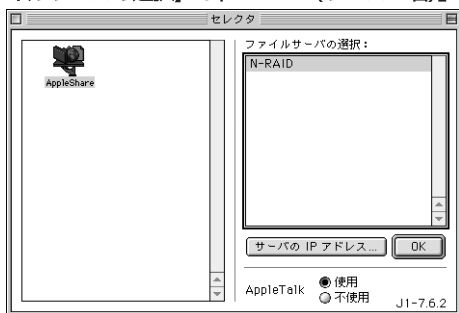 セレクタ
AppleShare
ファイルサーバの選択：
N-RAID
サーバの IP アドレス...
OK
AppleTalk
使用
不使用
J1-7.6.2